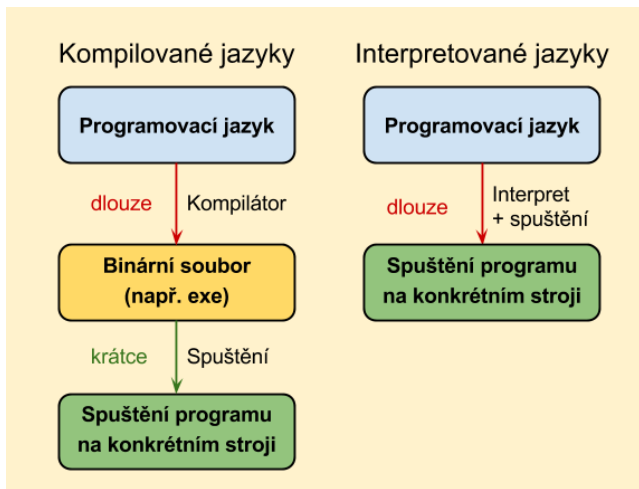 Kompilované jazyky
Programovací jazyk
dlouze
Kompilátor
Binární soubor
(např. exe)
krátce
Spuštění
Spuštění programu
na konkrétním stroji
Interpretované jazyky
Programovací jazyk
dlouze
Interpret
+ spuštění
Spuštění programu
na konkrétním stroji